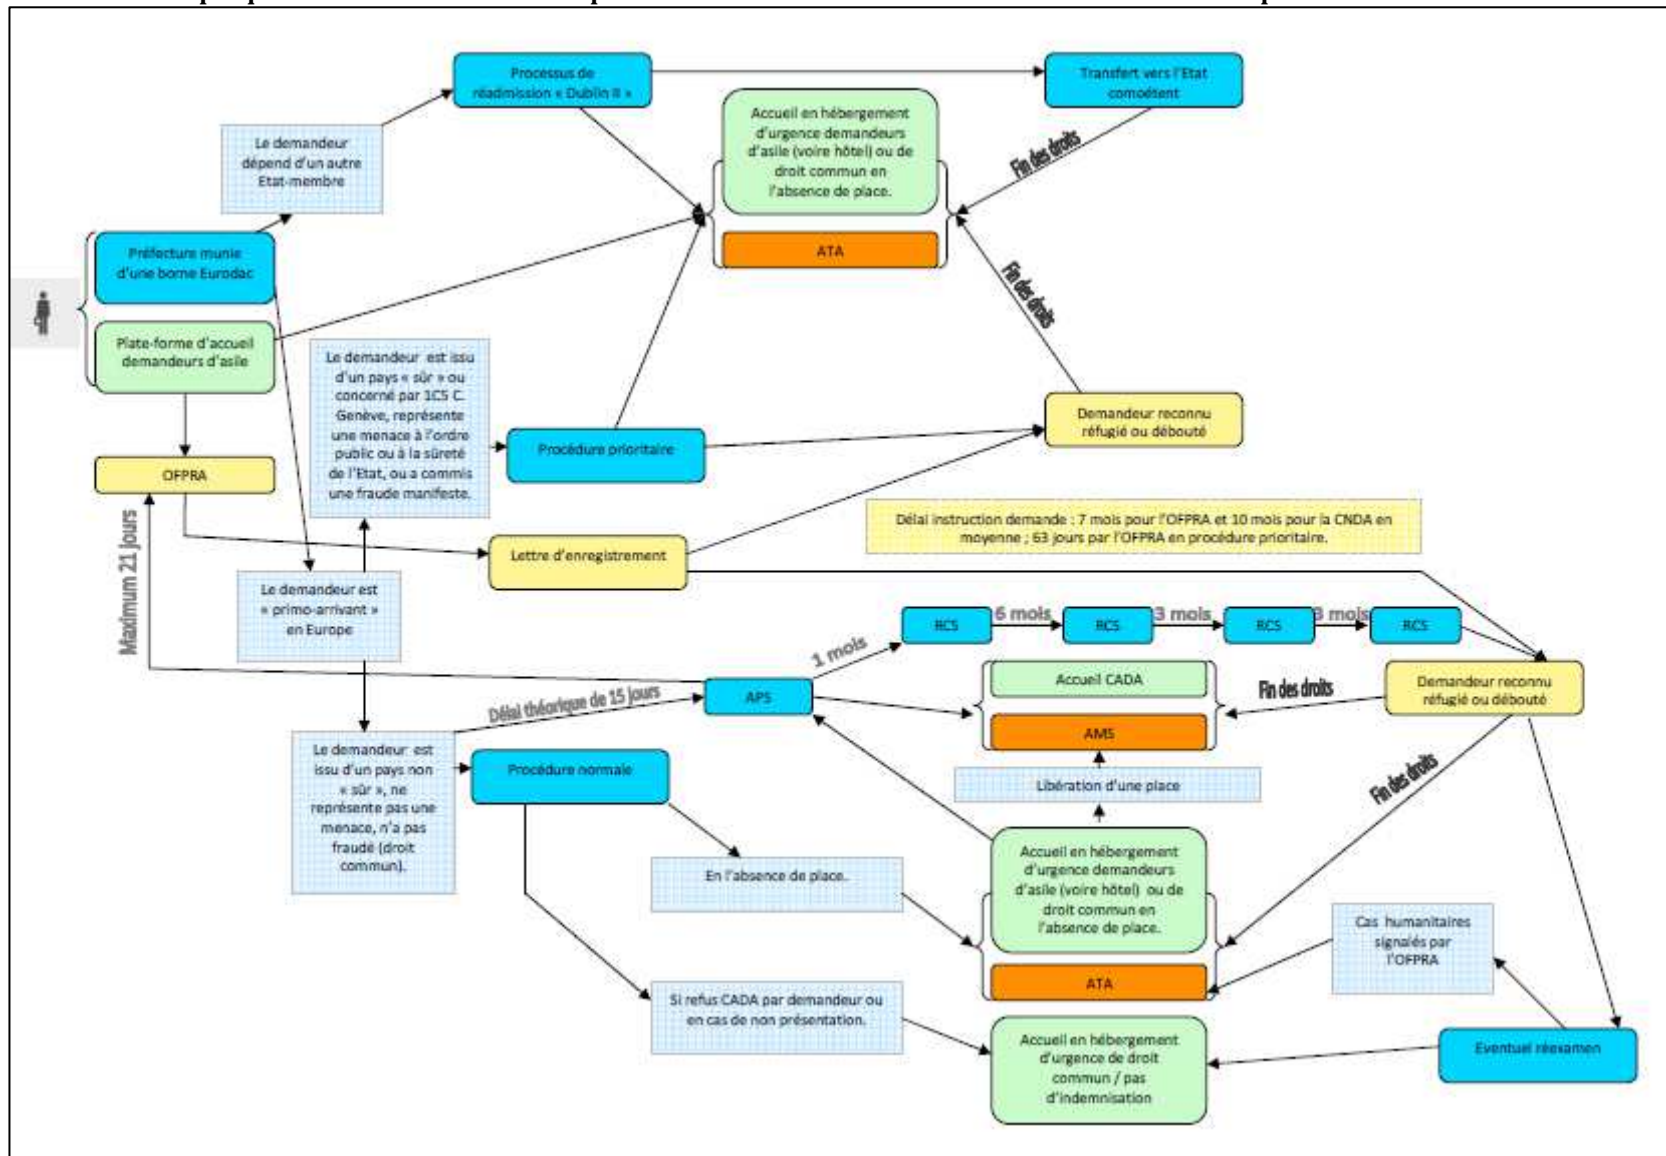 Processus de
réadmission « Dublin II »
Transfert vers l'Etat
comoétent
Accueil en hébergement
d'urgence demandeurs
d'asile (voire hôtel) ou de
droit commun en
l'absence de place.
ATA
Fin des droits
Le demandeur
dépend d'un autre
Etat-membre
Préfecture munie
d'une borne Eurodac
Plate-forme d'accueil
demandeurs d'asile
Fin des droits
Le demandeur est issu
d'un pays « sûr » ou
concerné par 1C5 C.
Genève, représente
une menace à l'ordre
public ou à la sûreté
de l'Etat, ou a commis
une fraude manifeste.
Procédure prioritaire
Demandeur reconnu
réfugié ou débouté
OFPRA
Maximum 21 jours
Lettre d'enregistrement
Délai instruction demande : 7 mois pour l'OFPRA et 10 mois pour la CNDA en
moyenne ; 63 jours par l'OFPRA en procédure prioritaire.
Le demandeur est
« primo-arrivant »
en Europe
1 mois
RCS
6 mois
RCS
3 mois
RCS
3 mois
RCS
Délai théorique de 15 jours
APS
Accueil CADA
AMS
Fin des droits
Demandeur reconnu
réfugié ou débouté
Le demandeur est
issu d'un pays non
« sûr », ne
représente pas une
menace, n'a pas
fraudé (droit
commun).
Procédure normale
Libération d'une place
Fin des droits
En l'absence de place.
Accueil en hébergement
d'urgence demandeurs
d'asile (voire hôtel) ou de
droit commun en
l'absence de place.
ATA
Cas humanitaires
signalés par
l'OFPRA
Si refus CADA par demandeur ou
en cas de non présentation.
Accueil en hébergement
d'urgence de droit
commun / pas
d'indemnisation
Eventuel réexamen